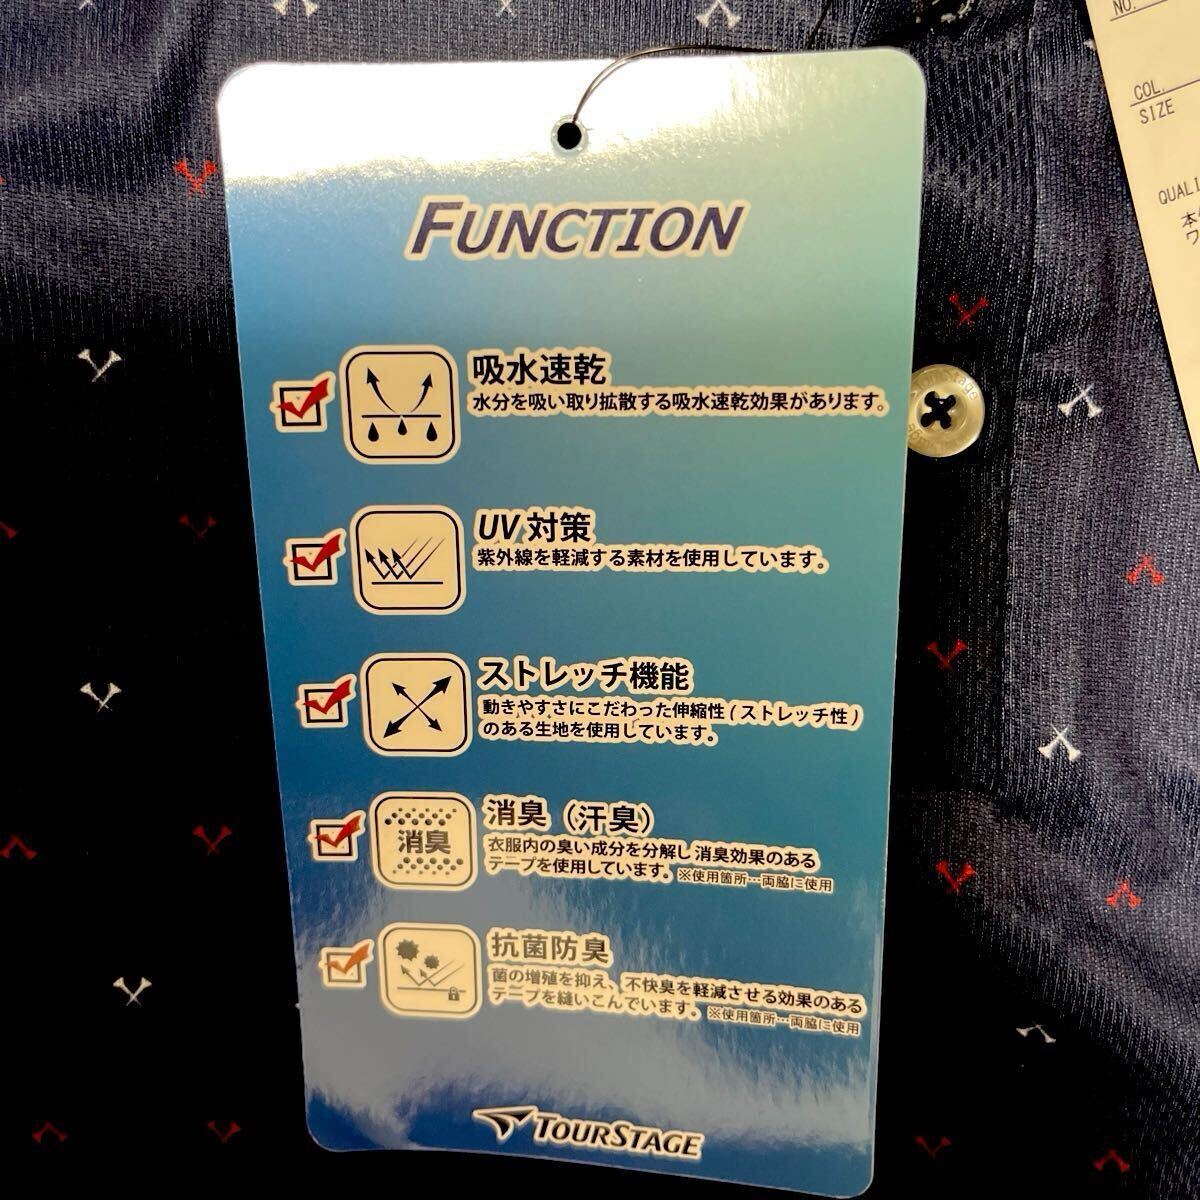 FUNCTION
吸水速乾
水分を吸い取り拡散する吸水速乾効果があります。
UV 対策
紫外線を軽減する素材を使用しています。
ストレッチ機能
動きやすさにこだわった伸縮性(ストレッチ性)
のある生地を使用しています。
消臭
消臭（汗臭）
衣服内の臭い成分を分解し消臭効果のある
テープを使用しています。※使用箇所…両脇に使用
抗菌防臭
菌の増殖を抑え、不快臭を軽減させる効果のある
テープを縫いこんでいます。※使用箇所…両脇に使用
TOURSTAGE
NO.
COL.
SIZE